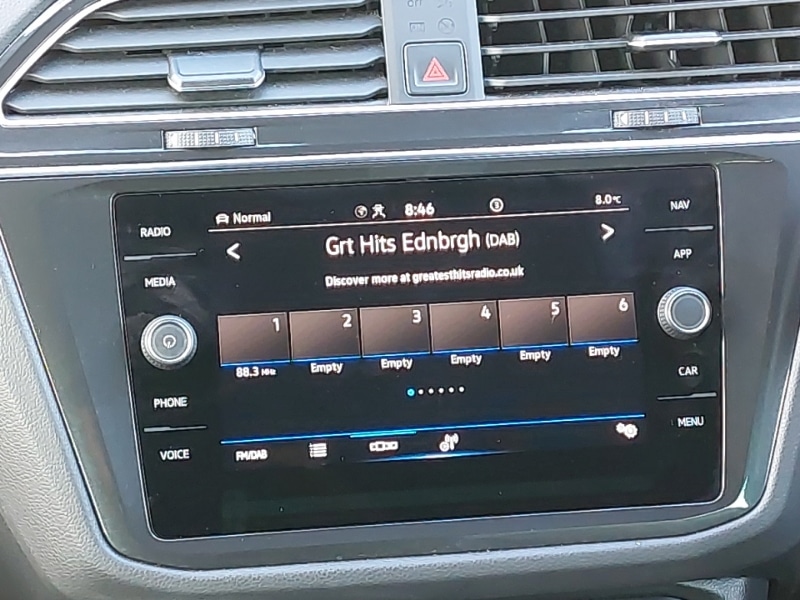 OFF
Normal 8:46 3 8.0°C
RADIO
NAV
< Grt Hits Ednbrgh (DAB) >
MEDIA
APP
Discover more at greatesthitsradio.co.uk
1 2 3 4 5 6
88.3 MHz Empty Empty Empty Empty Empty
PHONE
CAR
VOICE
MENU
FM/DAB